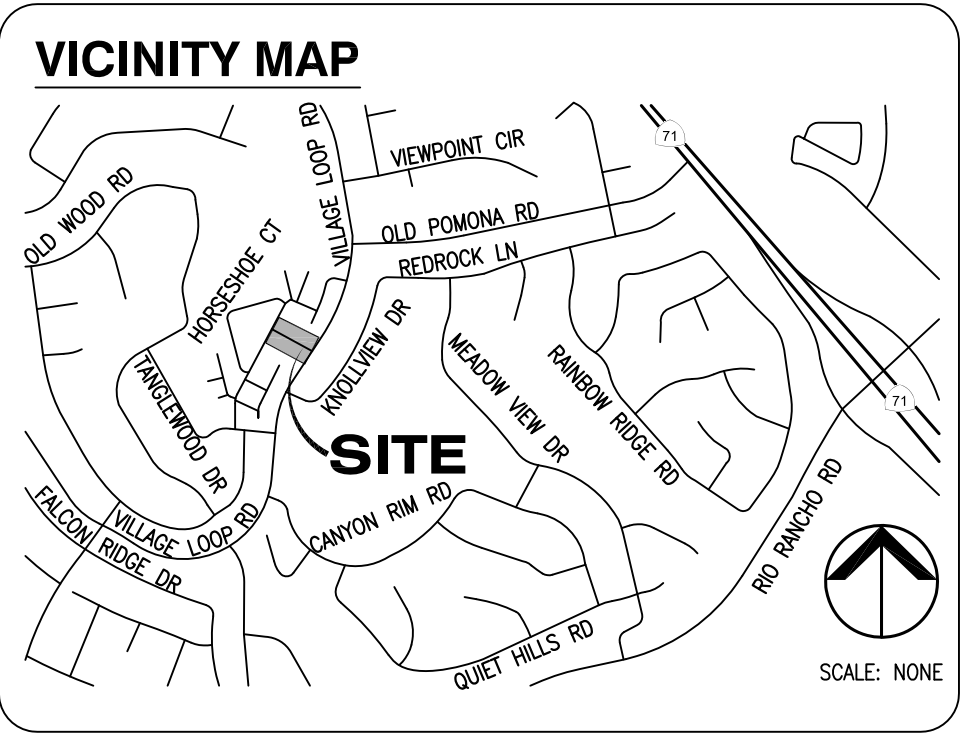 VICINITY MAP
71
VIEWPOINT CIR
VILLAGE LOOP RD
OLD WOOD RD
OLD POMONA RD
HORSESHOE CT
REDROCK LN
KNOLLVIEW DR
MEADOW VIEW DR
RAINBOW RIDGE RD
TANGLEWOOD DR
71
SITE
CANYON RIM RD
FALCON RIDGE DR
VILLAGE LOOP RD
RIO RANCHO RD
QUIET HILLS RD
SCALE: NONE